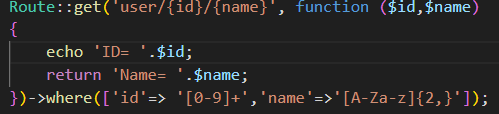 Route::get('user/{id}/{name}', function ($id,$name)
{
    echo 'ID= '.$id;
    return 'Name= '.$name;
})->where(['id'=> '[0-9]+','name'=>'[A-Za-z]{2,}']);